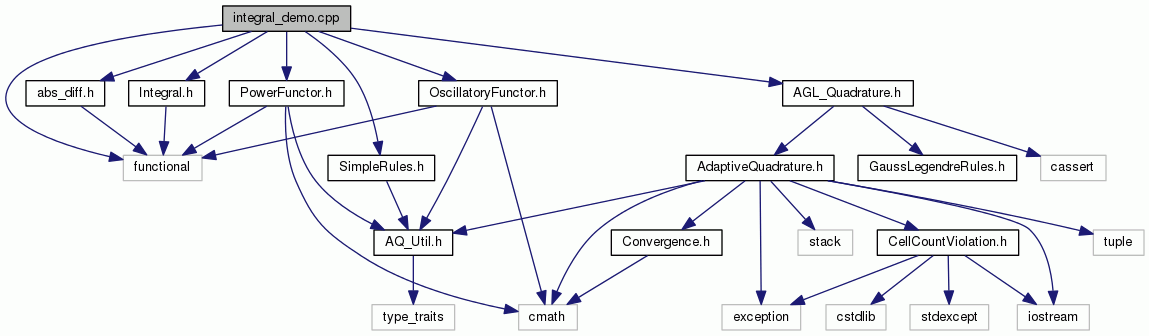 integral_demo.cpp
abs_diff.h
Integral.h
PowerFunctor.h
OscillatoryFunctor.h
AGL_Quadrature.h
functional
SimpleRules.h
AdaptiveQuadrature.h
GaussLegendreRules.h
cassert
AQ_Util.h
Convergence.h
stack
CellCountViolation.h
tuple
type_traits
cmath
exception
cstdlib
stdexcept
iostream